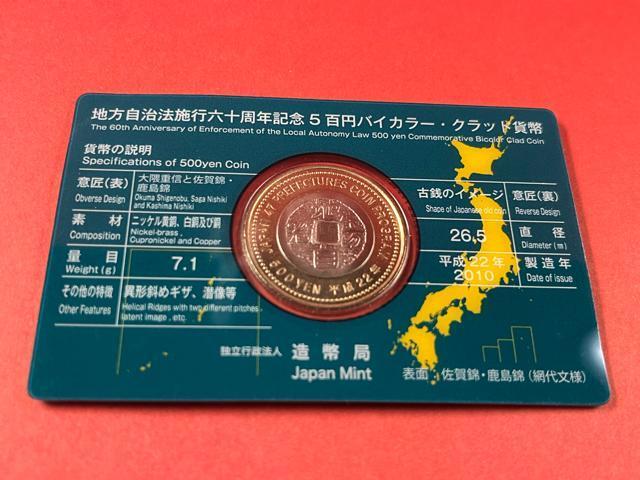 地方自治法施行六十周年記念5百円バイカラー・クラッド貨幣
The 60th Anniversary of Enforcement of the Local Autonomy Law 500 yen Commemorative Bicolor Clad Coin
貨幣の説明
Specifications of 500yen Coin
意匠(表) 大隈重信と佐賀錦・鹿島錦
Obverse Design Okuma Shigenobu, Saga Nishiki and Kashima Nishiki
素材 ニッケル黄銅、白銅及び銅
Composition Nickel-brass, Cupronickel and Copper
量目 7.1
Weight(g)
その他の特徴 異形斜めギザ、潜像等
Other Features Helical Ridges with two different pitches, latent image, etc.
古銭のイメージ 意匠(裏)
Shape of Japanese old coin Reverse Design
26.5 直径
Diameter(m)
平成22年 製造年
2010 Date of issue
JAPAN 47 PREFECTURES COIN PROGRAM
地方自治
500YEN 平成22年
独立行政法人 造幣局
Japan Mint
表面:佐賀錦・鹿島錦(網代文様)